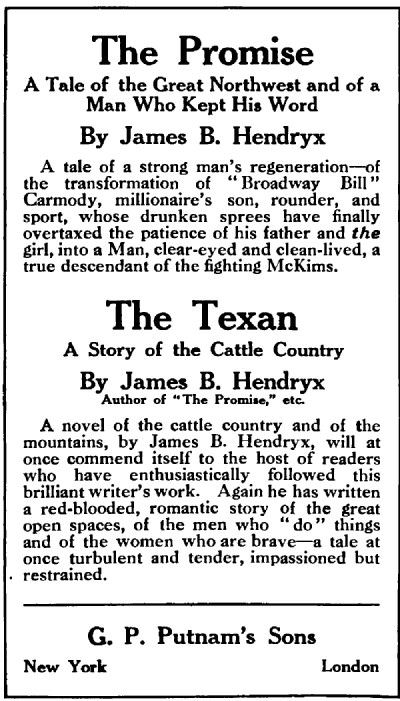 The Promise
A Tale of the Great Northwest and of a
Man Who Kept His Word
By James B. Hendryx
A tale of a strong man's regeneration—of
the transformation of "Broadway Bill"
Carmody, millionaire's son, rounder, and
sport, whose drunken sprees have finally
overtaxed the patience of his father and the
girl, into a Man, clear-eyed and clean-lived, a
true descendant of the fighting McKims.
The Texan
A Story of the Cattle Country
By James B. Hendryx
Author of "The Promise," etc.
A novel of the cattle country and of the
mountains, by James B. Hendryx, will at
once commend itself to the host of readers
who have enthusiastically followed this
brilliant writer's work. Again he has written
a red-blooded, romantic story of the great
open spaces, of the men who "do" things
and of the women who are brave—a tale at
once turbulent and tender, impassioned but
restrained.
G. P. Putnam's Sons
New York London